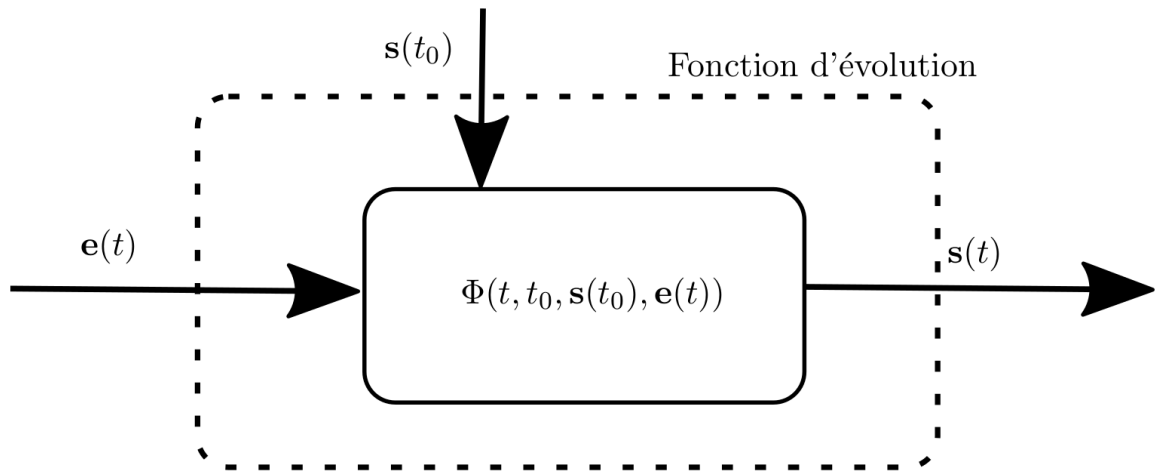 s(t₀)
Fonction d'évolution
e(t)
s(t)
Φ(t, t₀, s(t₀), e(t))